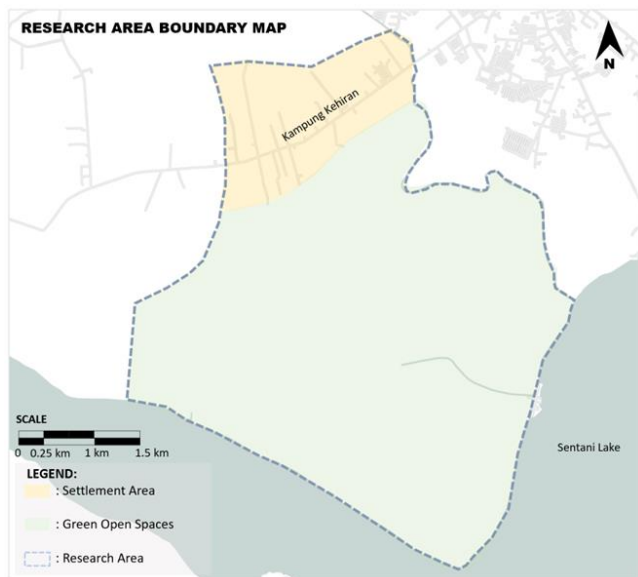 RESEARCH AREA BOUNDARY MAP
N
Kampung Kehiran
Sentani Lake
SCALE
0 0.25 km 1 km 1.5 km
LEGEND:
: Settlement Area
: Green Open Spaces
: Research Area